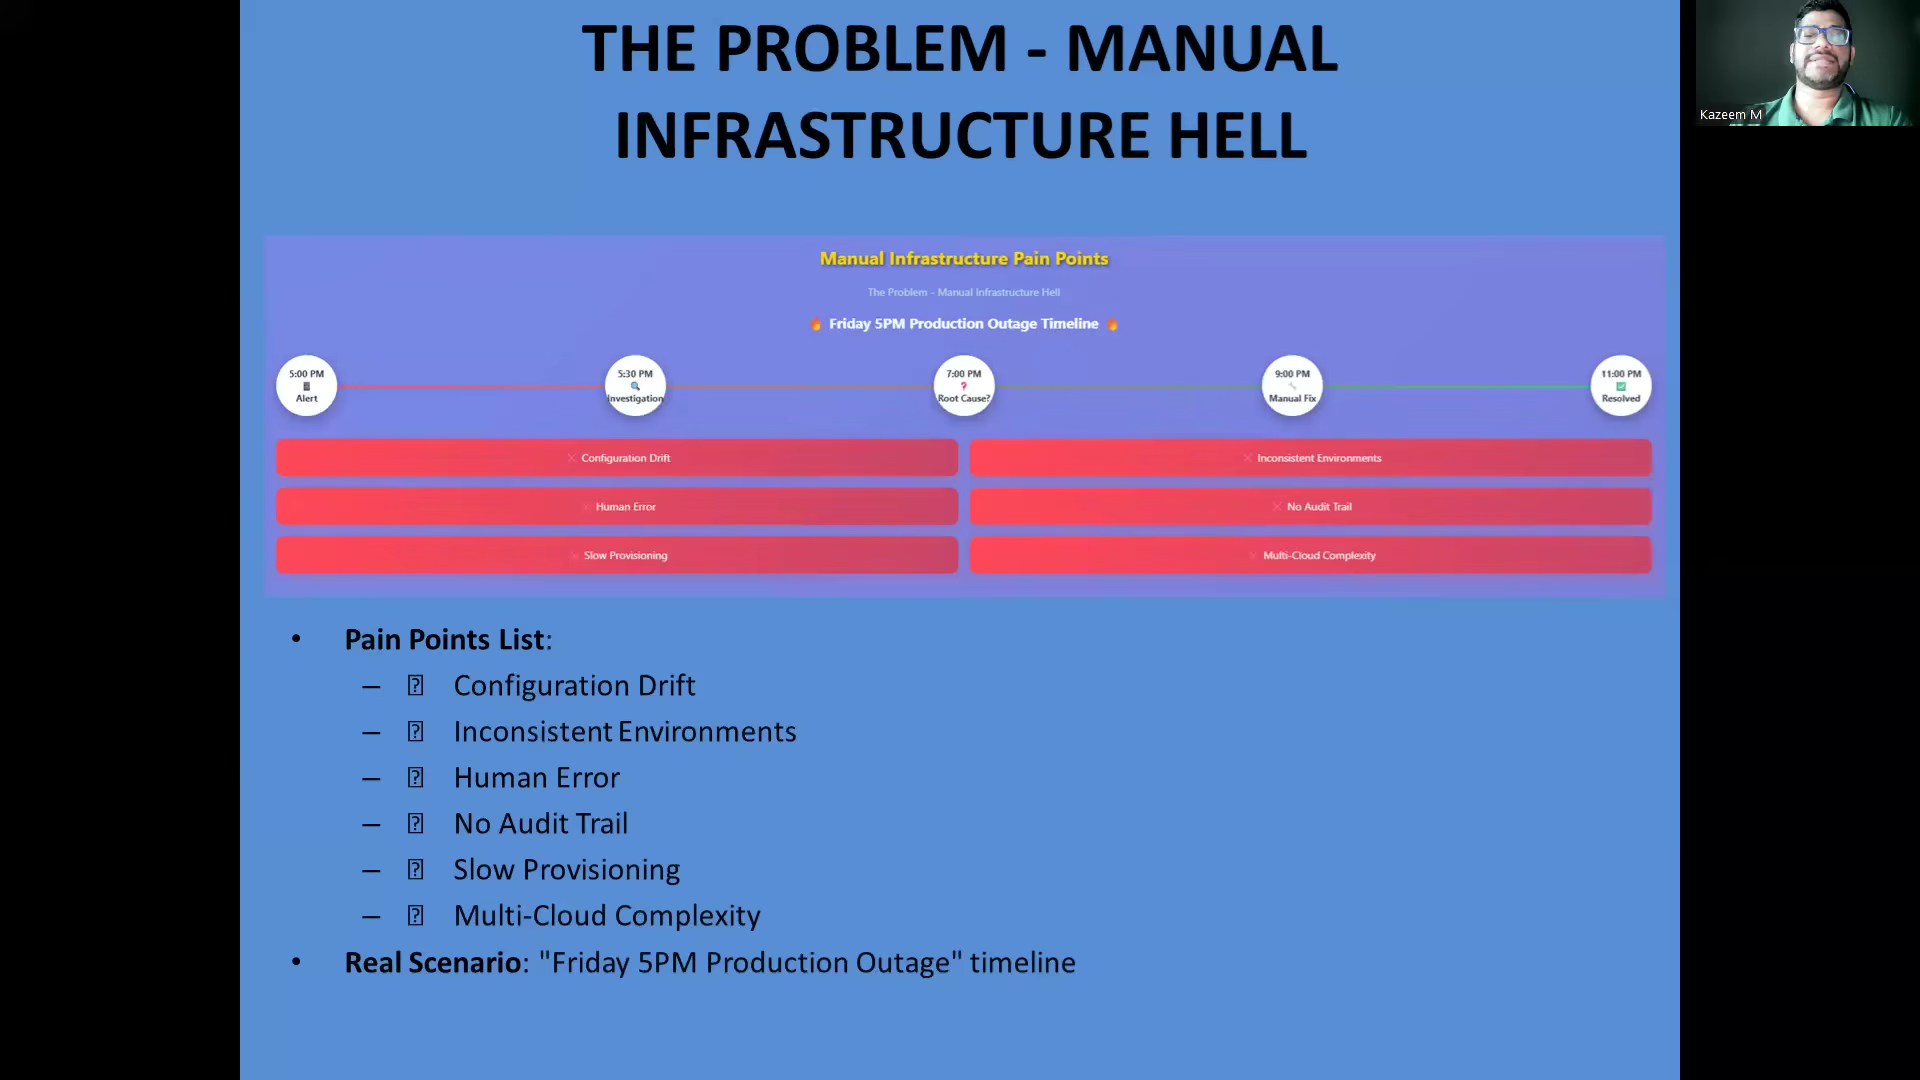 THE PROBLEM - MANUAL
INFRASTRUCTURE HELL
Kazeem M
Manual Infrastructure Pain Points
The Problem - Manual Infrastructure Hell
🔥 Friday 5PM Production Outage Timeline 🔥
5:00 PM
Alert
5:30 PM
Investigation
7:00 PM
❓
Root Cause?
9:00 PM
Manual Fix
11:00 PM
Resolved
Configuration Drift
Inconsistent Environments
Human Error
No Audit Trail
Slow Provisioning
Multi-Cloud Complexity
• Pain Points List:
– Configuration Drift
– Inconsistent Environments
– Human Error
– No Audit Trail
– Slow Provisioning
– Multi-Cloud Complexity
• Real Scenario: "Friday 5PM Production Outage" timeline